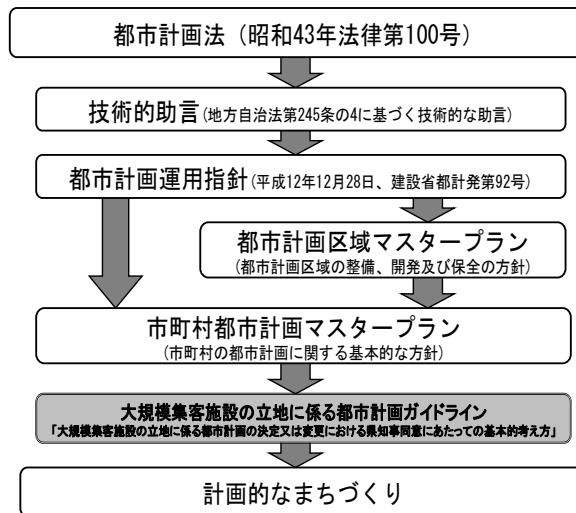 都市計画法（昭和43年法律第100号）
技術的助言(地方自治法第245条の4に基づく技術的な助言)
都市計画運用指針(平成12年12月28日、建設省都計発第92号)
都市計画区域マスタープラン
(都市計画区域の整備、開発及び保全の方針)
市町村都市計画マスタープラン
(市町村の都市計画に関する基本的な方針)
大規模集客施設の立地に係る都市計画ガイドライン
「大規模集客施設の立地に係る都市計画の決定又は変更における県知事同意にあたっての基本的考え方」
計画的なまちづくり